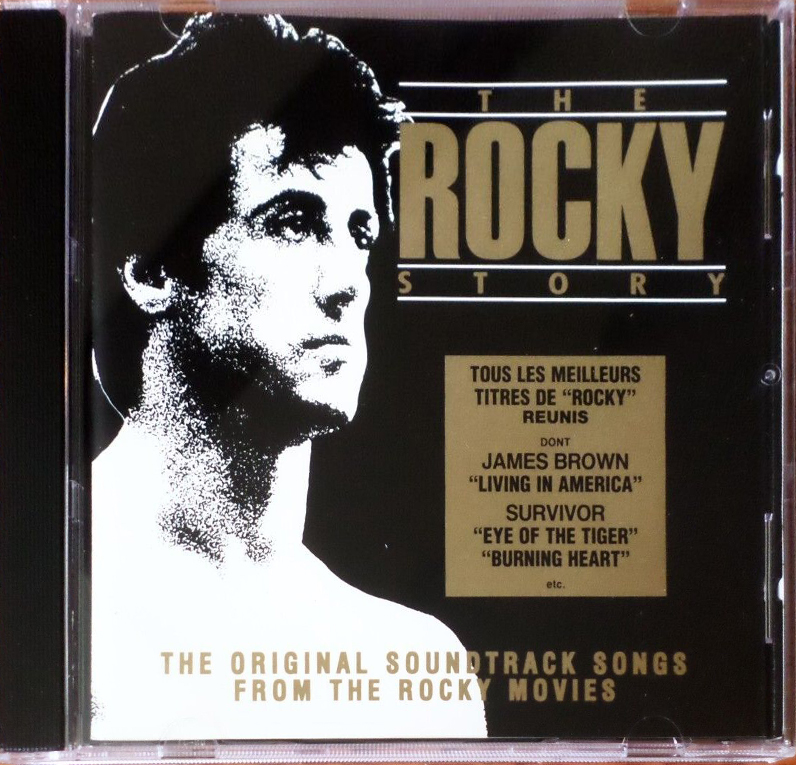 THE
ROCKY
STORY
TOUS LES MEILLEURS
TITRES DE “ROCKY”
REUNIS
DONT
JAMES BROWN
“LIVING IN AMERICA”
SURVIVOR
“EYE OF THE TIGER”
“BURNING HEART”
etc.
THE ORIGINAL SOUNDTRACK SONGS
FROM THE ROCKY MOVIES